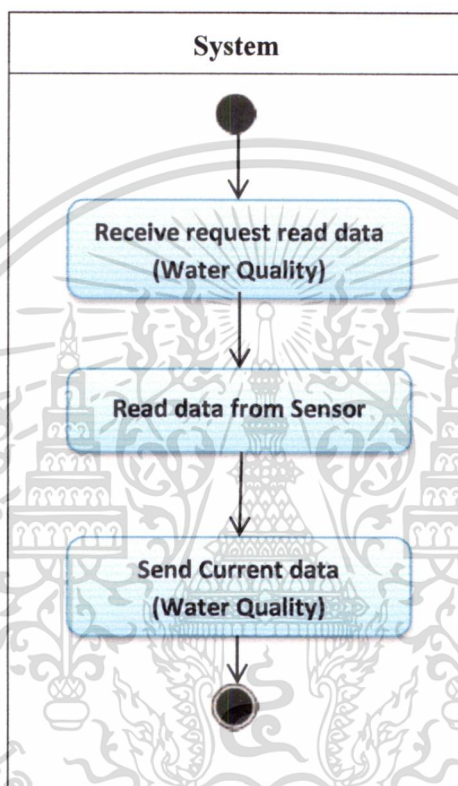 System
Receive request read data
(Water Quality)
Read data from Sensor
Send Current data
(Water Quality)